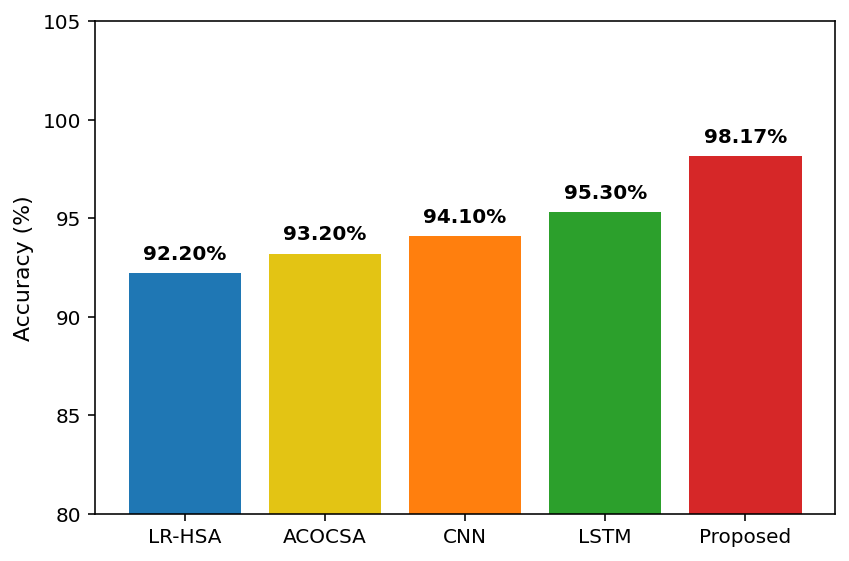 105
100
95
90
85
80
Accuracy (%)
92.20%
93.20%
94.10%
95.30%
98.17%
LR-HSA
ACOCSA
CNN
LSTM
Proposed